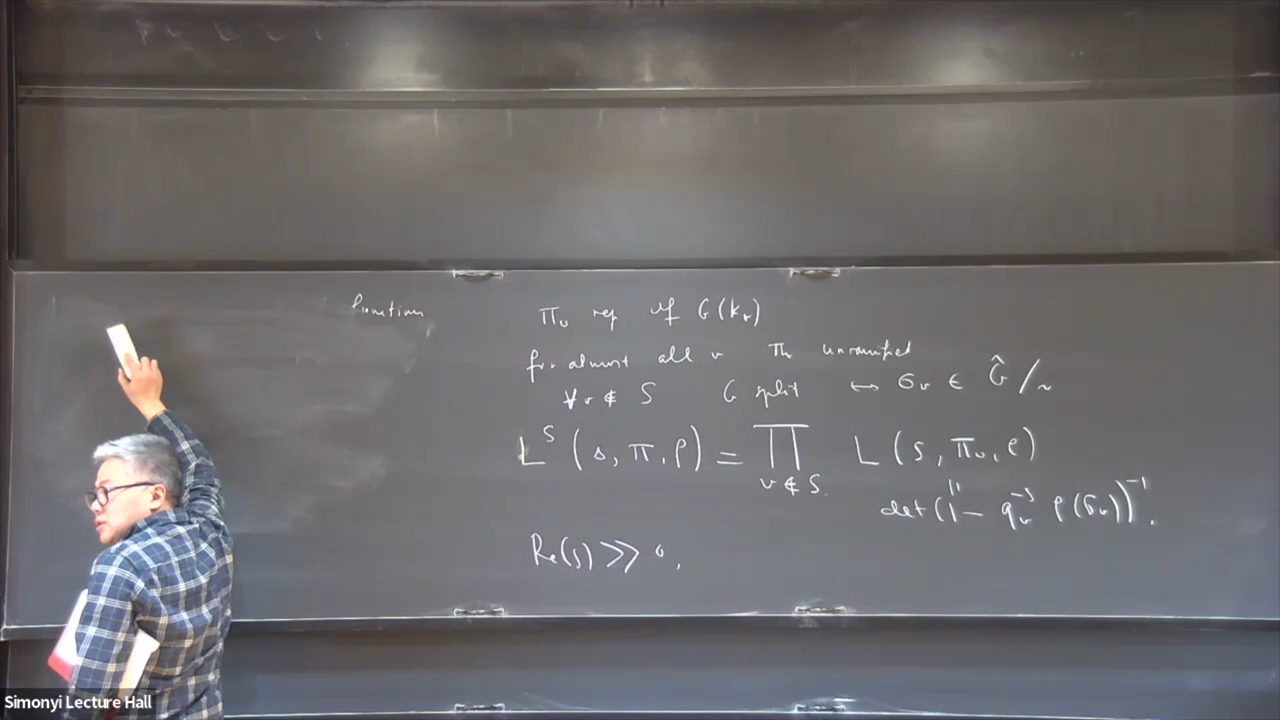 function
Π_v rep of G(k_v)
for almost all v Π_v unramified
∀v ∉ S G split ↔ σ_v ∈ Ĝ/~
L^S(s, π, ρ) = ∏_{v∉S.} L(s, π_v, ρ)
det(1 - q_v^{-s} ρ(σ_v))^{-1}.
Re(s) >> 0,
Simonyi Lecture Hall